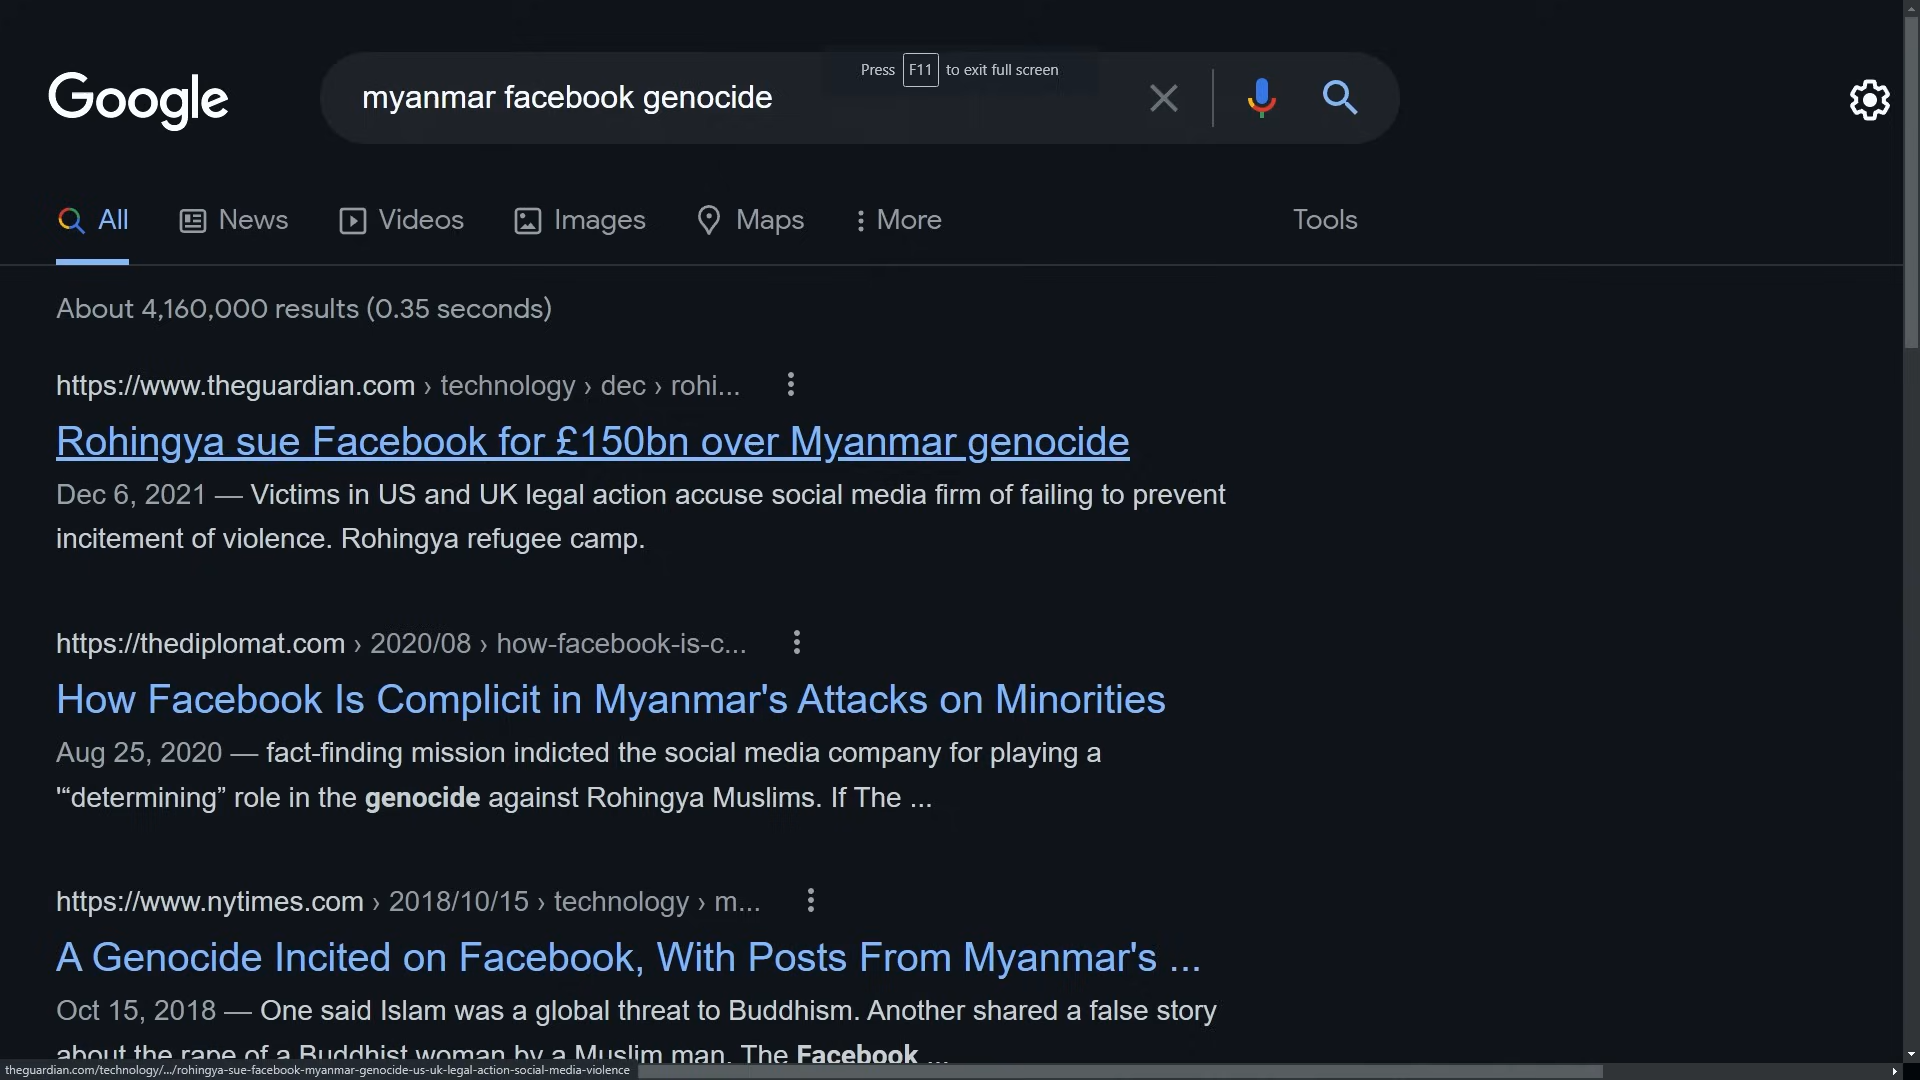 Press F11 to exit full screen
Google
myanmar facebook genocide
All News Videos Images Maps More Tools
About 4,160,000 results (0.35 seconds)
https://www.theguardian.com › technology › dec › rohi...
Rohingya sue Facebook for £150bn over Myanmar genocide
Dec 6, 2021 — Victims in US and UK legal action accuse social media firm of failing to prevent
incitement of violence. Rohingya refugee camp.
https://thediplomat.com › 2020/08 › how-facebook-is-c...
How Facebook Is Complicit in Myanmar's Attacks on Minorities
Aug 25, 2020 — fact-finding mission indicted the social media company for playing a
'“determining” role in the genocide against Rohingya Muslims. If The ...
https://www.nytimes.com › 2018/10/15 › technology › m...
A Genocide Incited on Facebook, With Posts From Myanmar's ...
Oct 15, 2018 — One said Islam was a global threat to Buddhism. Another shared a false story
about the rape of a Buddhist woman by a Muslim man. The Facebook ...
theguardian.com/technology/.../rohingya-sue-facebook-myanmar-genocide-us-uk-legal-action-social-media-violence